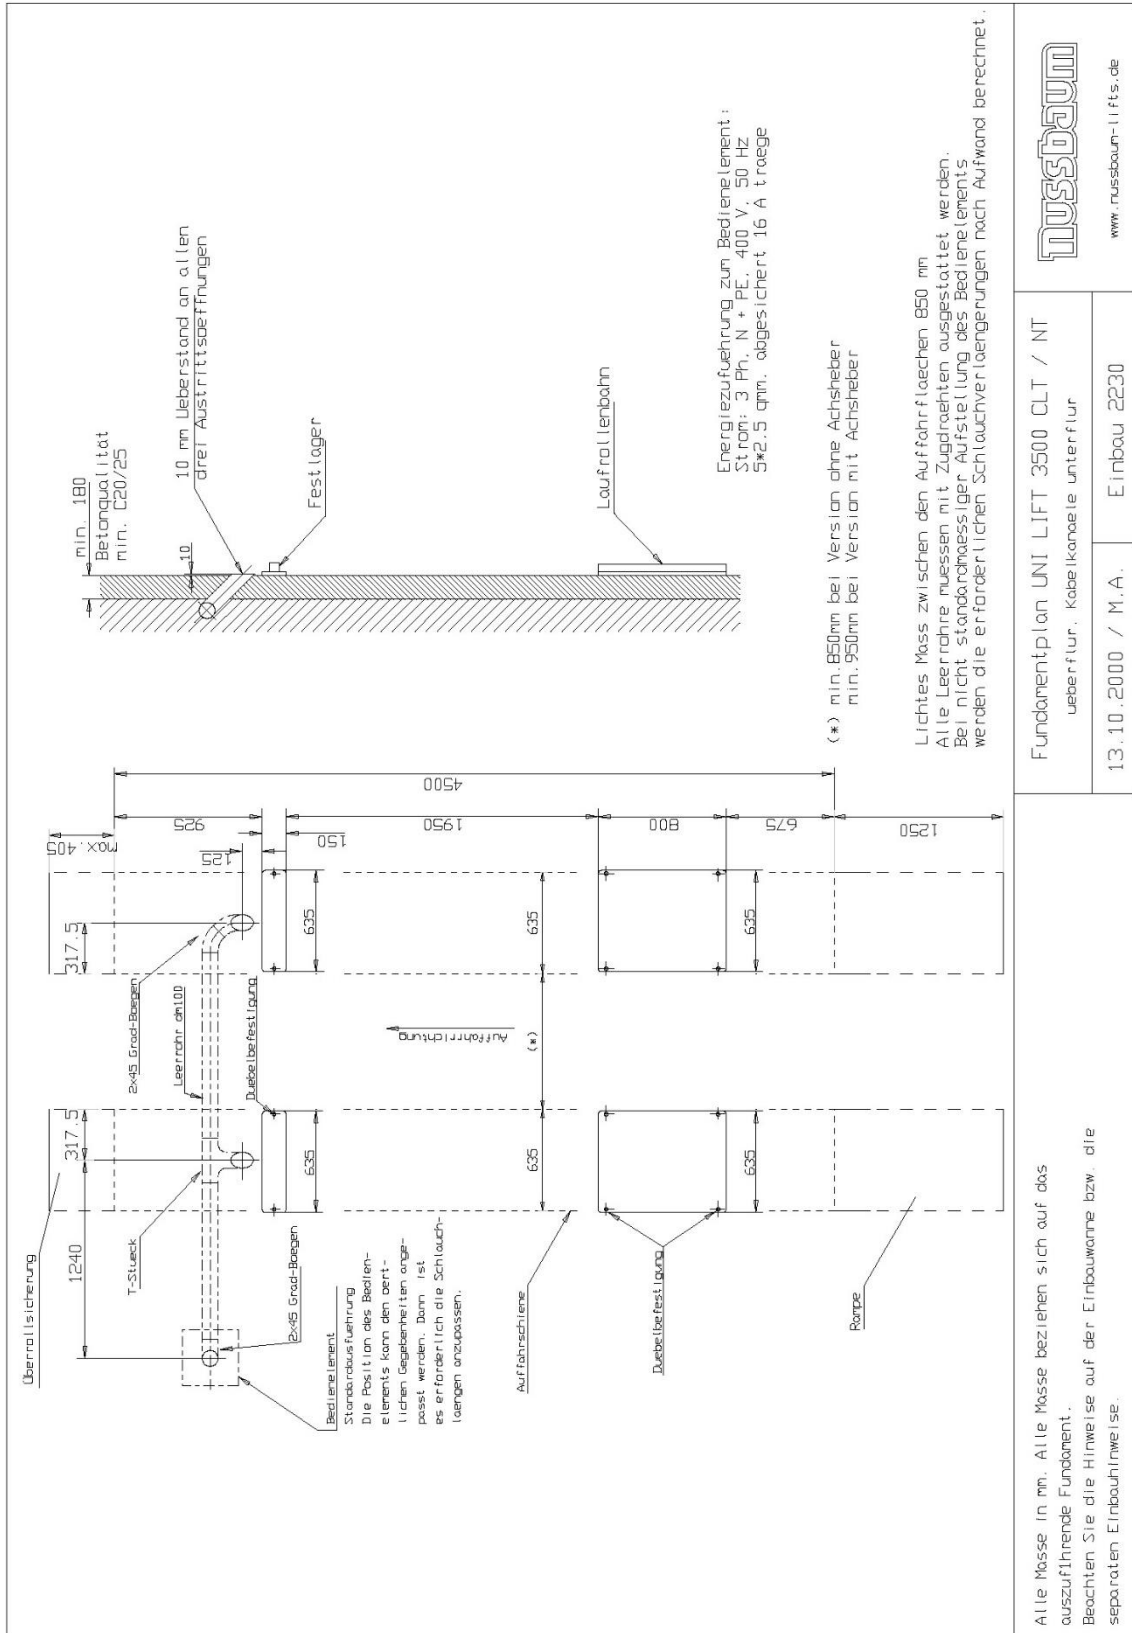 Überrollsicherung
1240
317.5
317.5
max.405
T-Stueck
2x45 Grad-Boegen
Leerrohr dm100
Duebelbefestigung
2x45 Grad-Boegen
125
925
150
1950
4500
800
675
1250
635
635
635
635
635
635
635
635
Bedienelement
Standardausfuehrung
Die Position des Bedien-
elements kann den oert-
lichen Gegebenheiten ange-
passt werden. Dann ist
es erforderlich die Schlauch-
laengen anzupassen.
Auffahrrichtung
(*)
Auffahrschiene
Duebelbefestigung
Rampe
min. 180
Betonqualität
min. C20/25
10
10 mm Ueberstand an allen
drei Austrittsoeffnungen
Festlager
Laufrollenbahn
Energiezufuehrung zum Bedienelement:
Strom: 3 Ph, N + PE, 400 V, 50 Hz
5*2,5 qmm, abgesichert 16 A traege
(*) min.850mm bei Version ohne Achsheber
min.950mm bei Version mit Achsheber
Lichtes Mass zwischen den Auffahrflaechen 850 mm
Alle Leerrohre muessen mit Zugdraehten ausgestattet werden.
Bei nicht standardmaessiger Aufstellung des Bedienelements
werden die erforderlichen Schlauchverlaengerungen nach Aufwand berechnet.
Alle Masse in mm. Alle Masse beziehen sich auf das
auszuf1hrende Fundament.
Beachten Sie die Hinweise auf der Einbauwanne bzw. die
separaten Einbauhinweise.
Fundamentplan UNI LIFT 3500 CLT / NT
ueberflur, Kabelkanaele unterflur
13.10.2000 / M.A.
Einbau 2230
nussbaum
www.nussbaum-lifts.de